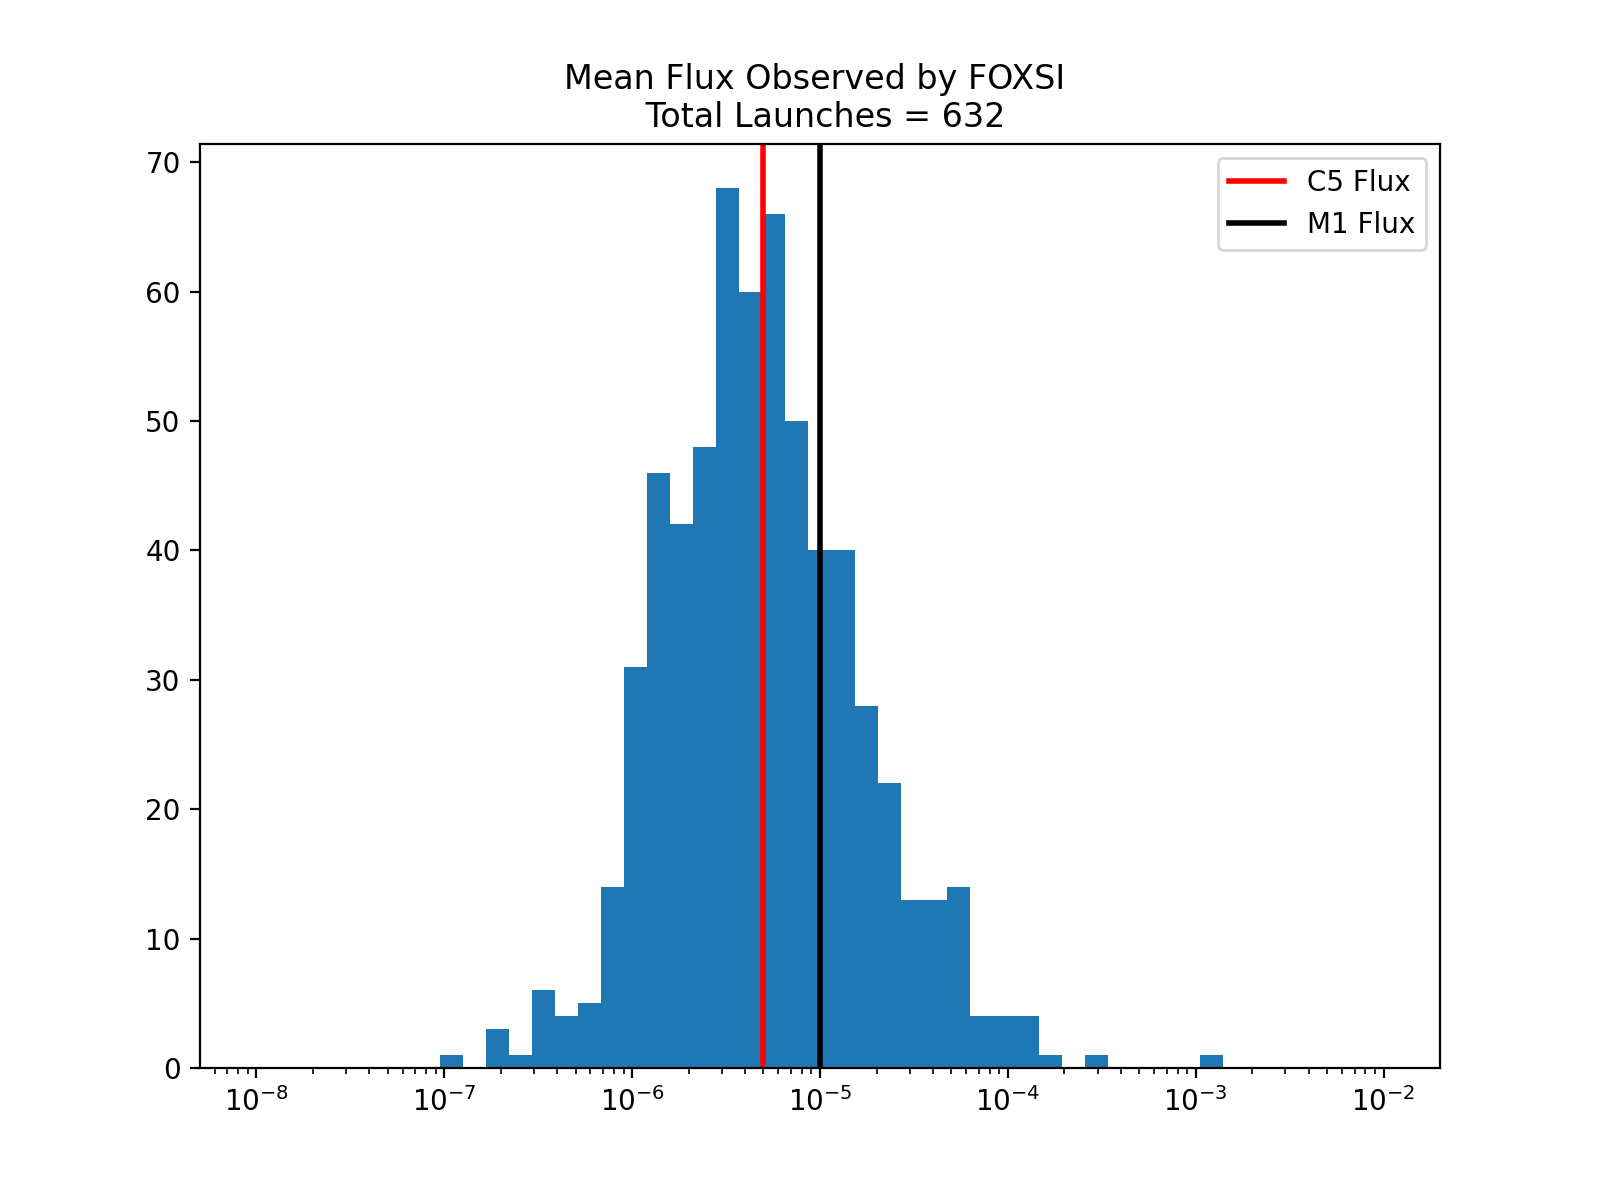 Mean Flux Observed by FOXSI
Total Launches = 632
C5 Flux
M1 Flux
70
60
50
40
30
20
10
0
10⁻⁸ 10⁻⁷ 10⁻⁶ 10⁻⁵ 10⁻⁴ 10⁻³ 10⁻²